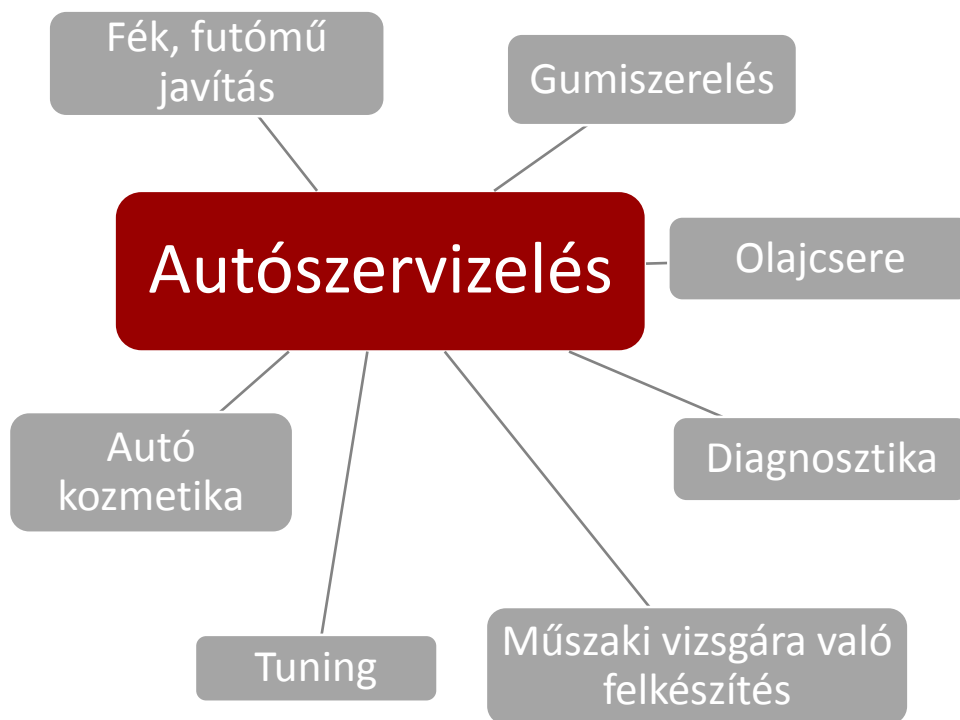 Fék, futómű
javítás
Gumiszerelés
Autószervizelés
Olajcsere
Autó
kozmetika
Diagnosztika
Tuning
Műszaki vizsgára való
felkészítés